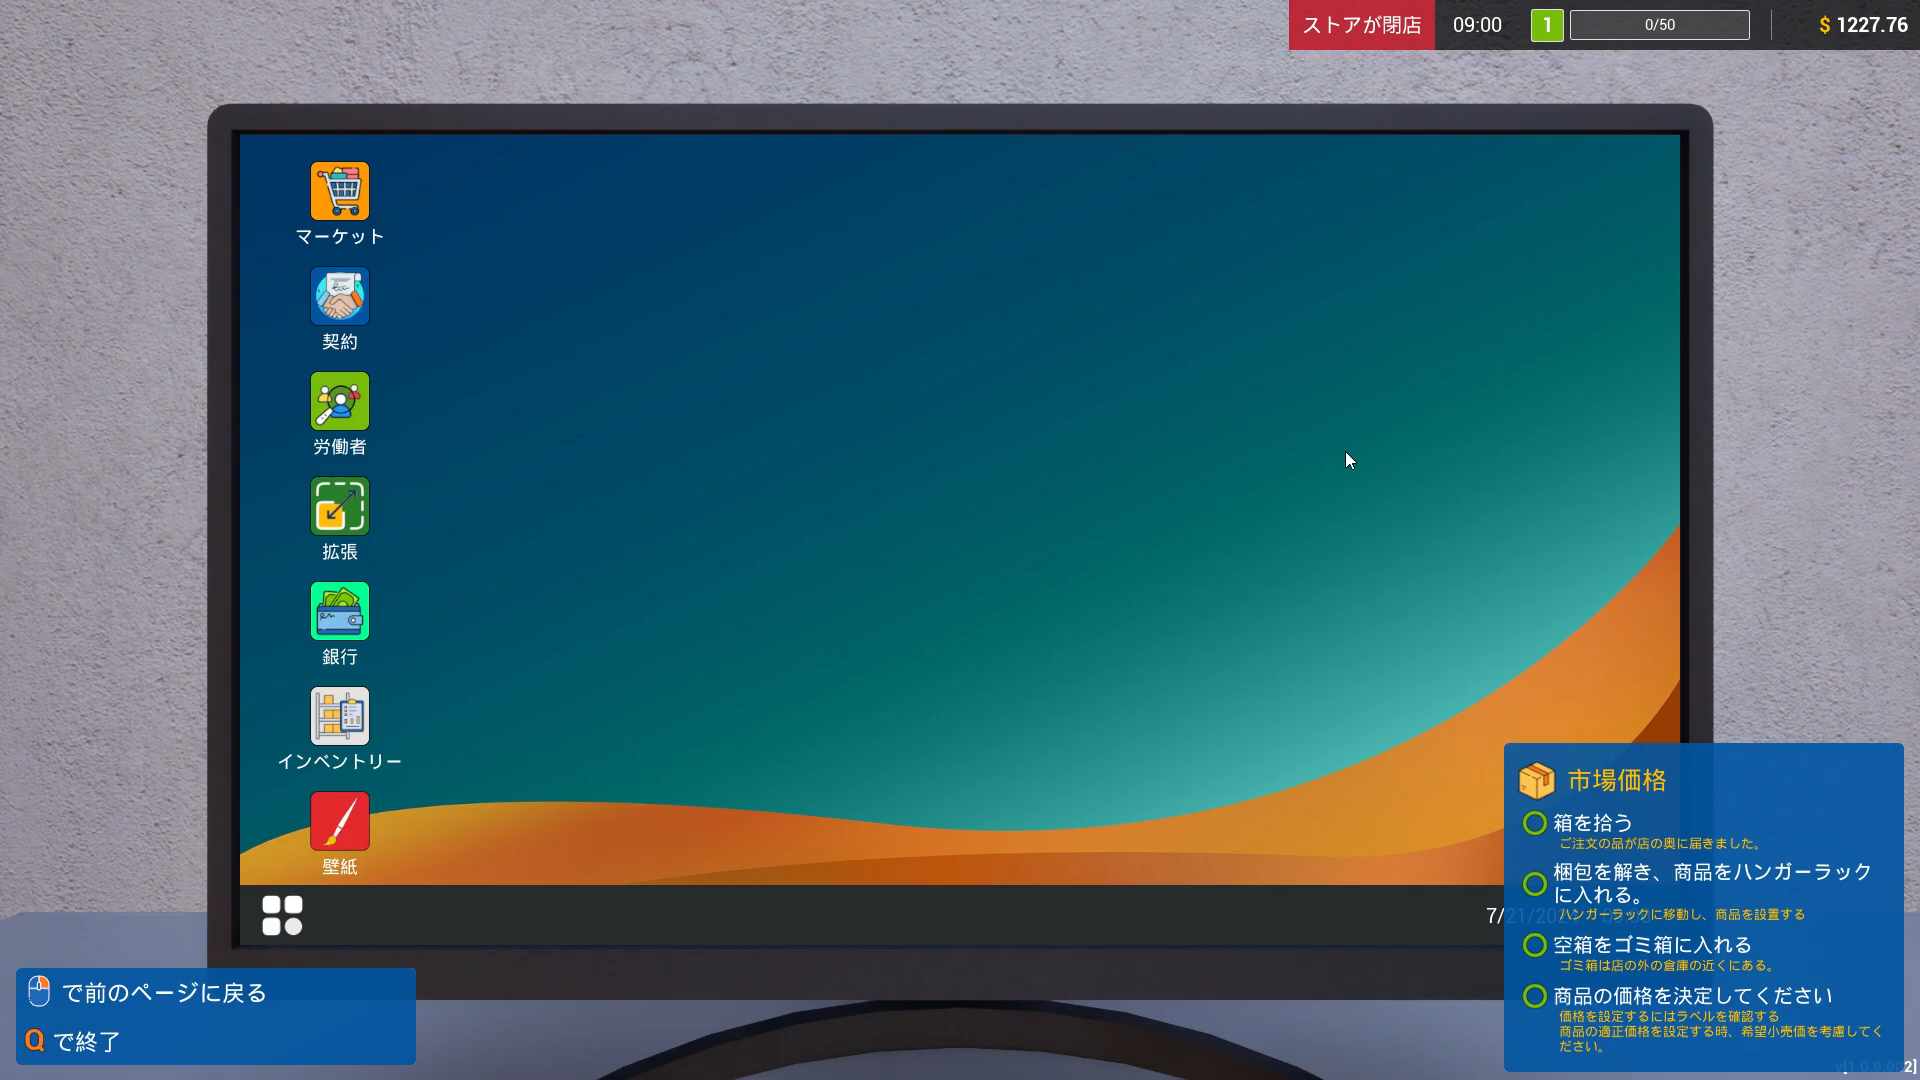 ストアが閉店 09:00 1 0/50 $ 1227.76
マーケット
契約
労働者
拡張
銀行
インベントリー
壁紙
市場価格
箱を拾う
ご注文の品が店の奥に届きました。
梱包を解き、商品をハンガーラック
に入れる。
ハンガーラックに移動し、商品を設置する
空箱をゴミ箱に入れる
ゴミ箱は店の外の倉庫の近くにある。
商品の価格を決定してください
価格を設定するにはラベルを確認する
商品の適正価格を設定する時、希望小売価を考慮してく
ださい。
7/21/20
で前のページに戻る
Q で終了